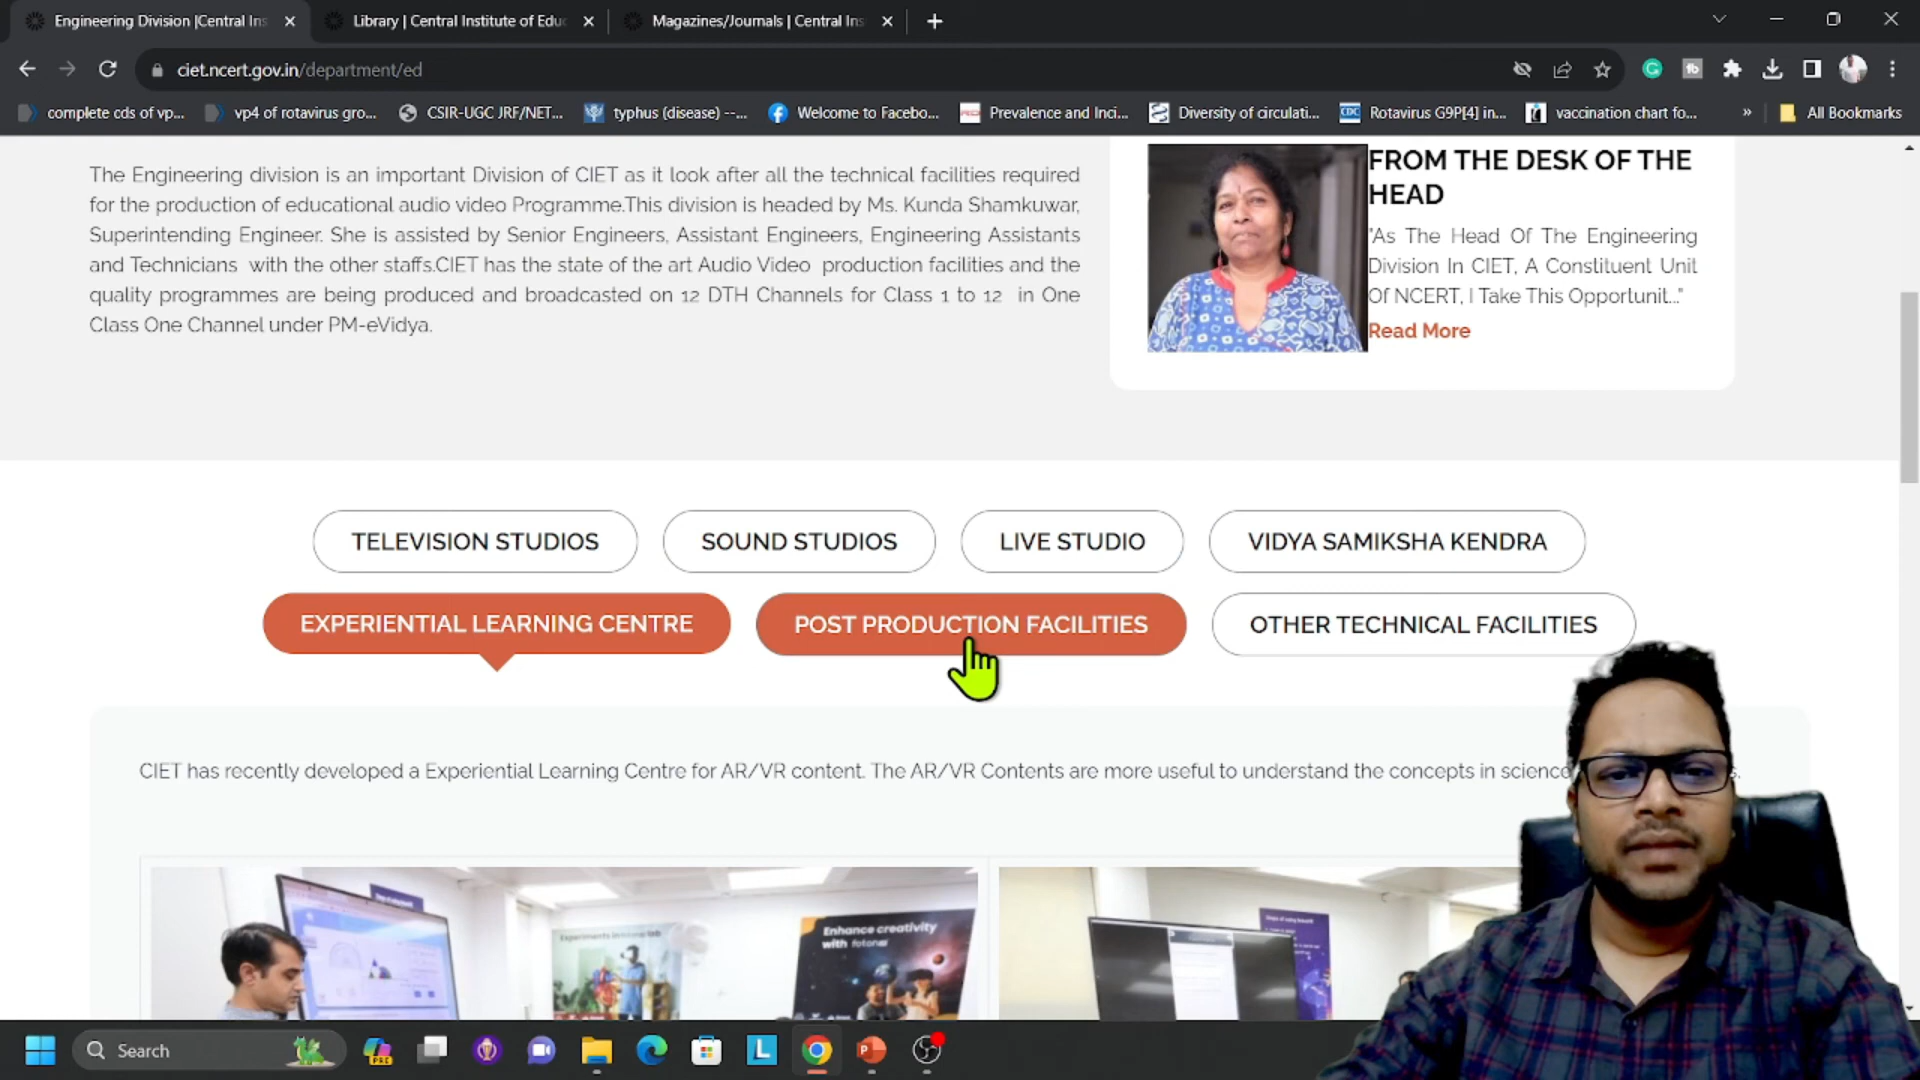 Engineering Division |Central Ins
Library | Central Institute of Educ
Magazines/Journals | Central Ins
ciet.ncert.gov.in/department/ed
complete cds of vp...
vp4 of rotavirus gro...
CSIR-UGC JRF/NET...
typhus (disease) --...
Welcome to Facebo...
Prevalence and Inci...
Diversity of circulati...
CDC
Rotavirus G9P[4] in...
vaccination chart fo...
»
All Bookmarks
The Engineering division is an important Division of CIET as it look after all the technical facilities required
for the production of educational audio video Programme.This division is headed by Ms. Kunda Shamkuwar,
Superintending Engineer. She is assisted by Senior Engineers, Assistant Engineers, Engineering Assistants
and Technicians with the other staffs.CIET has the state of the art Audio Video production facilities and the
quality programmes are being produced and broadcasted on 12 DTH Channels for Class 1 to 12 in One
Class One Channel under PM-eVidya.
FROM THE DESK OF THE
HEAD
"As The Head Of The Engineering
Division In CIET, A Constituent Unit
Of NCERT, I Take This Opportunit..."
Read More
TELEVISION STUDIOS
SOUND STUDIOS
LIVE STUDIO
VIDYA SAMIKSHA KENDRA
EXPERIENTIAL LEARNING CENTRE
POST PRODUCTION FACILITIES
OTHER TECHNICAL FACILITIES
CIET has recently developed a Experiential Learning Centre for AR/VR content. The AR/VR Contents are more useful to understand the concepts in science
Enhance creativity
with
Search
PRE